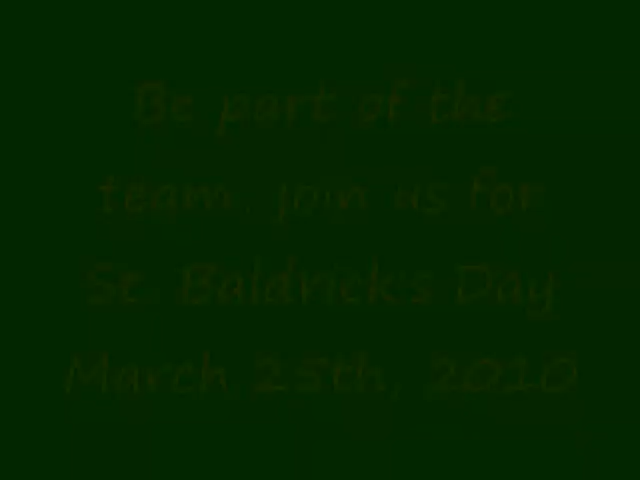 Be part of the
team, join us for
St. Baldrick's Day
March 25th, 2010